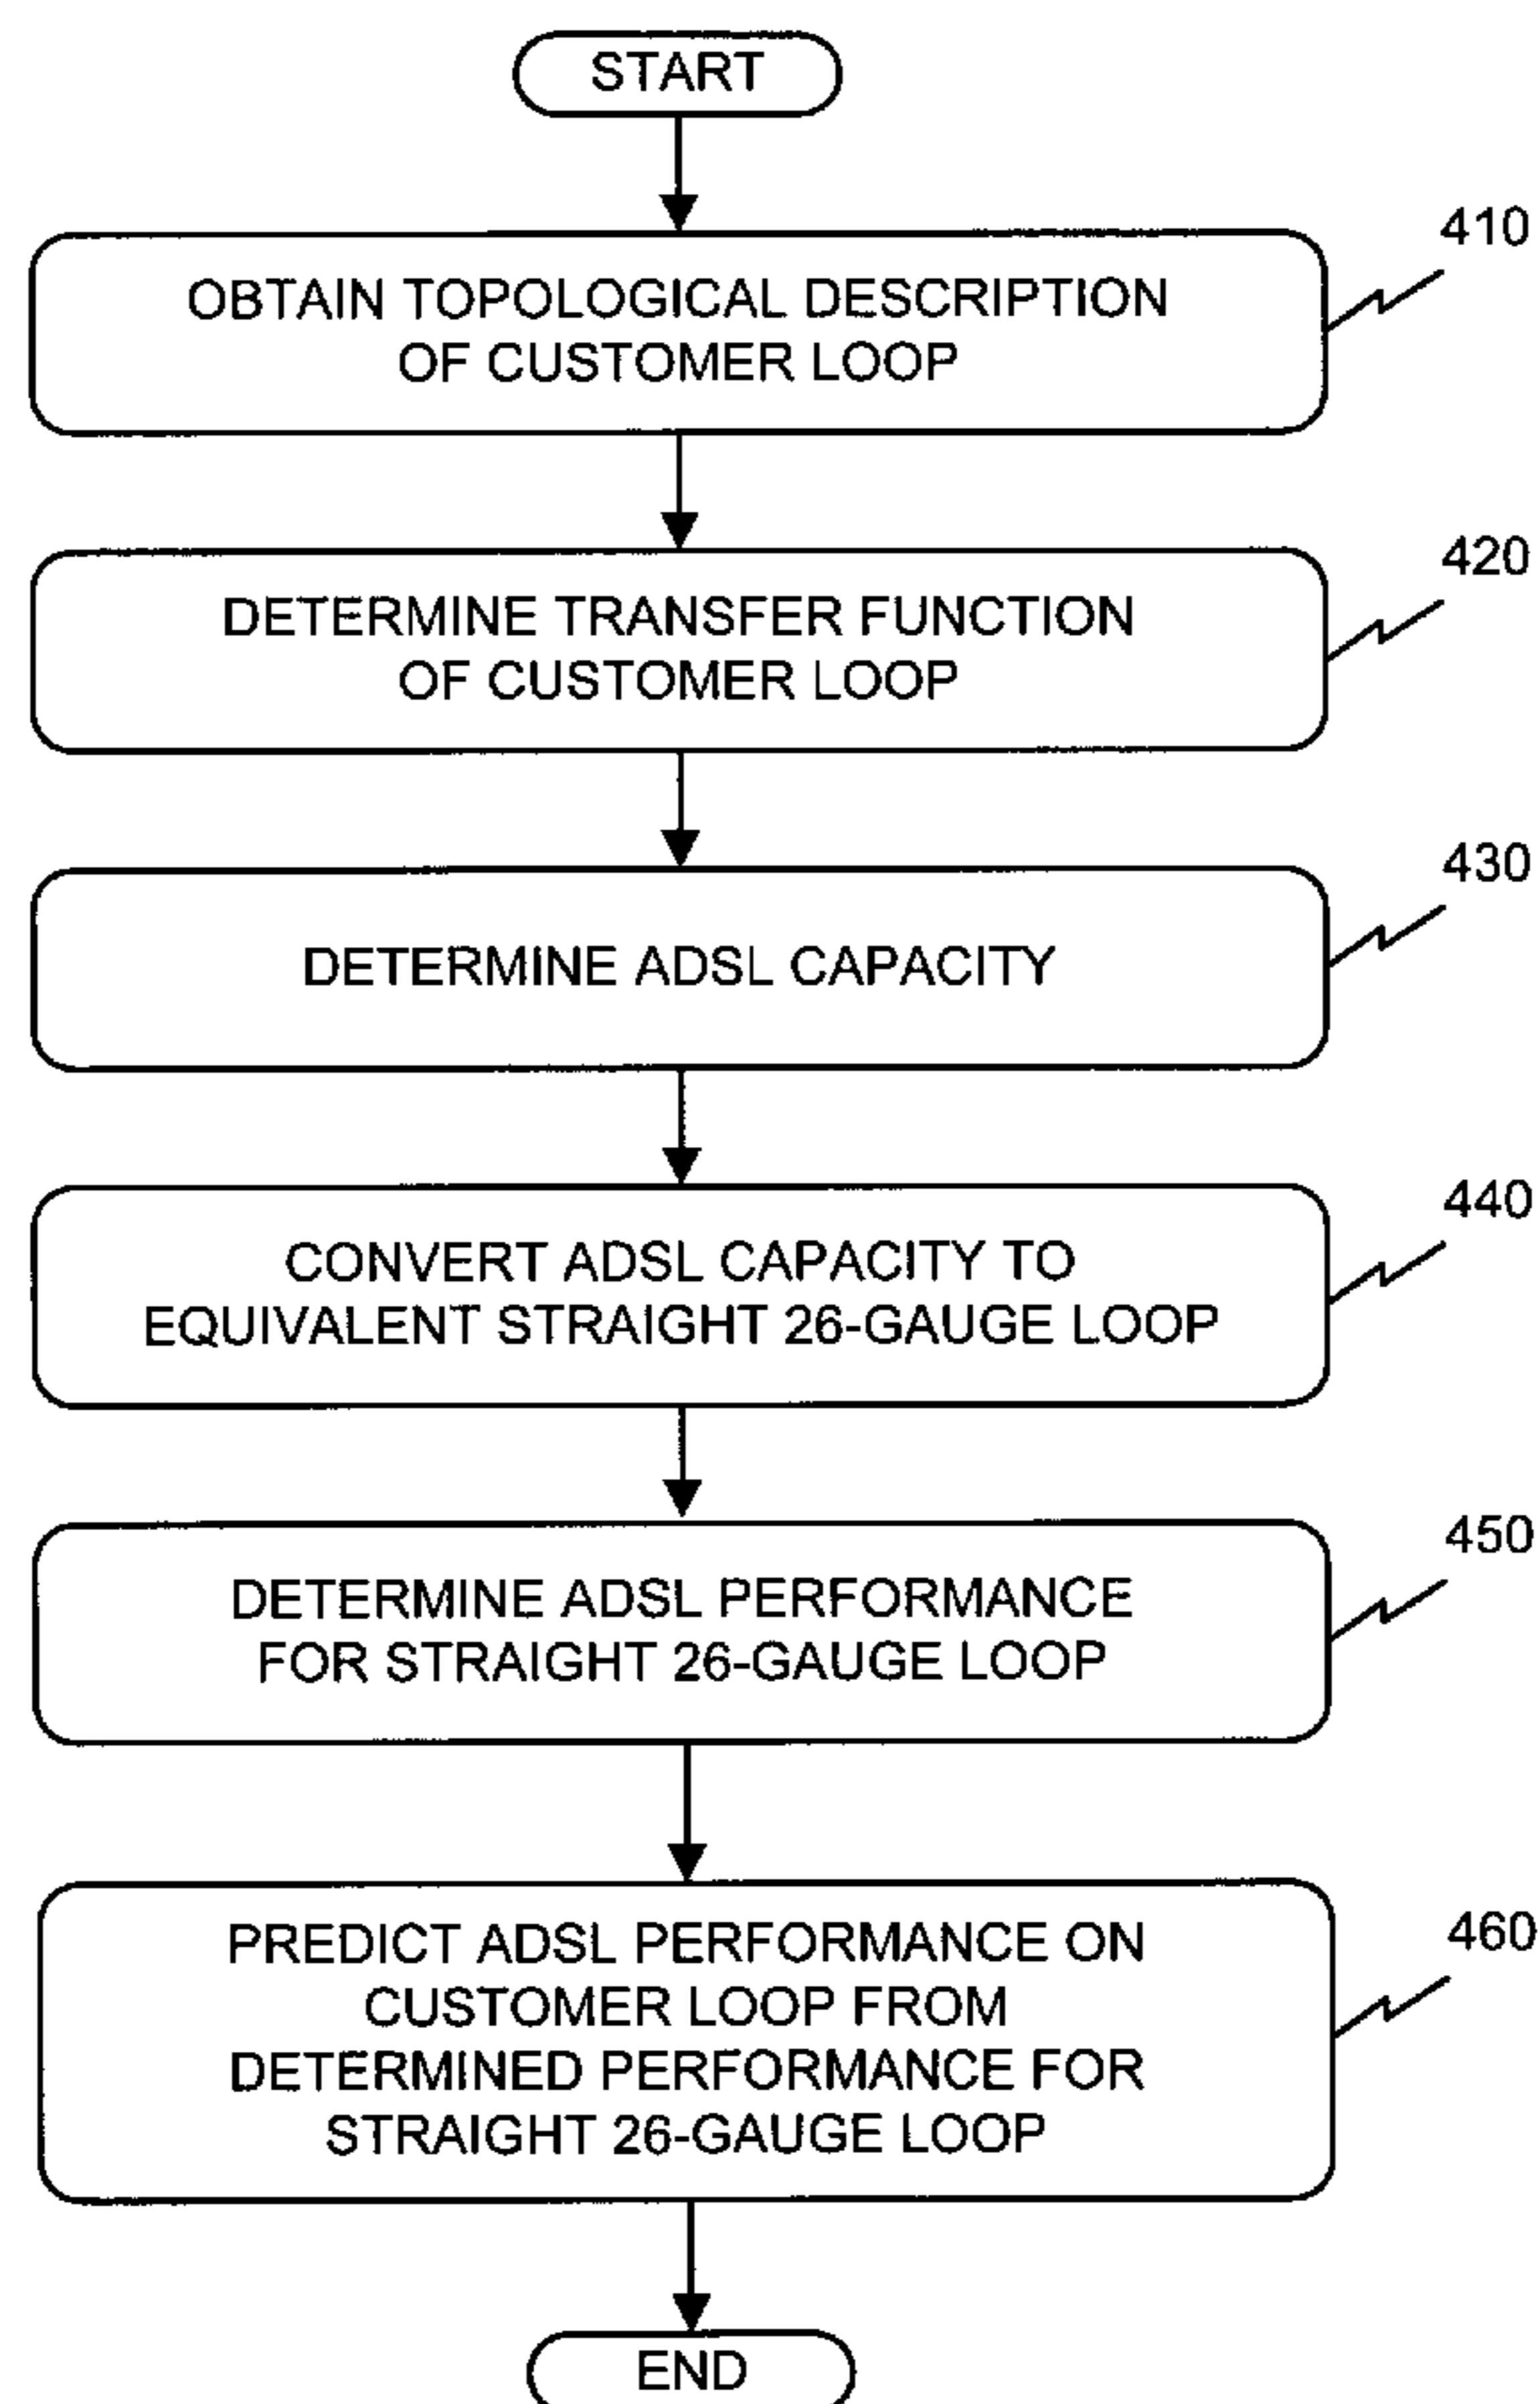 START
410
OBTAIN TOPOLOGICAL DESCRIPTION
OF CUSTOMER LOOP
420
DETERMINE TRANSFER FUNCTION
OF CUSTOMER LOOP
430
DETERMINE ADSL CAPACITY
440
CONVERT ADSL CAPACITY TO
EQUIVALENT STRAIGHT 26-GAUGE LOOP
450
DETERMINE ADSL PERFORMANCE
FOR STRAIGHT 26-GAUGE LOOP
460
PREDICT ADSL PERFORMANCE ON
CUSTOMER LOOP FROM
DETERMINED PERFORMANCE FOR
STRAIGHT 26-GAUGE LOOP
END